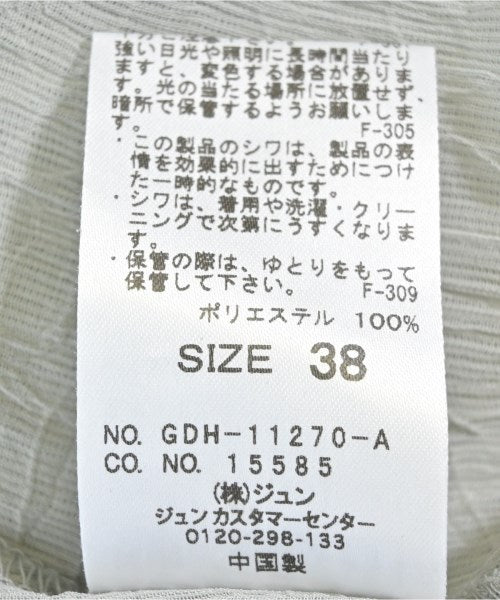 強い日光や照明に長時間当たり
ますと、変色する場合がありま
す。光の当たる場所に放置せず、
暗所で保管するようお願いしま
す。 F-305
・この製品のシワは、製品の表
情を効果的に出すためにつけ
た一時的なものです。
・シワは、着用や洗濯・クリー
ニングで次第にうすくなりま
す。
・保管の際は、ゆとりをもって
保管して下さい。 F-309
ポリエステル 100%
SIZE 38
NO. GDH-11270-A
CO. NO. 15585
(株)ジュン
ジュンカスタマーセンター
0120-298-133
中国製